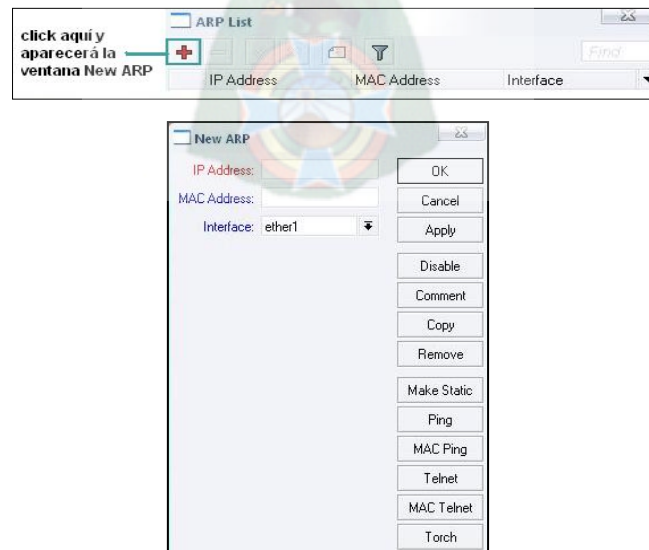 ARP List
click aquí y
aparecerá la
ventana New ARP
Find
IP Address MAC Address Interface
New ARP
IP Address:
MAC Address:
Interface: ether1
OK
Cancel
Apply
Disable
Comment
Copy
Remove
Make Static
Ping
MAC Ping
Telnet
MAC Telnet
Torch